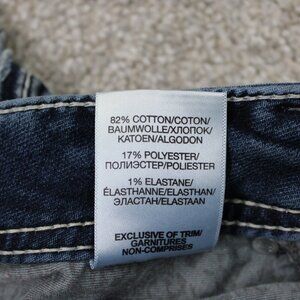 82% COTTON/COTON/
BAUMWOLLE/ХЛОПОК/
KATOEN/ALGODON
17% POLYESTER/
ПОЛИЭСТЕР/POLIESTER
1% ELASTANE/
ÉLASTHANNE/ELASTHAN/
ЭЛАСТАН/ELASTAAN
EXCLUSIVE OF TRIM/
GARNITURES
NON-COMPRISES